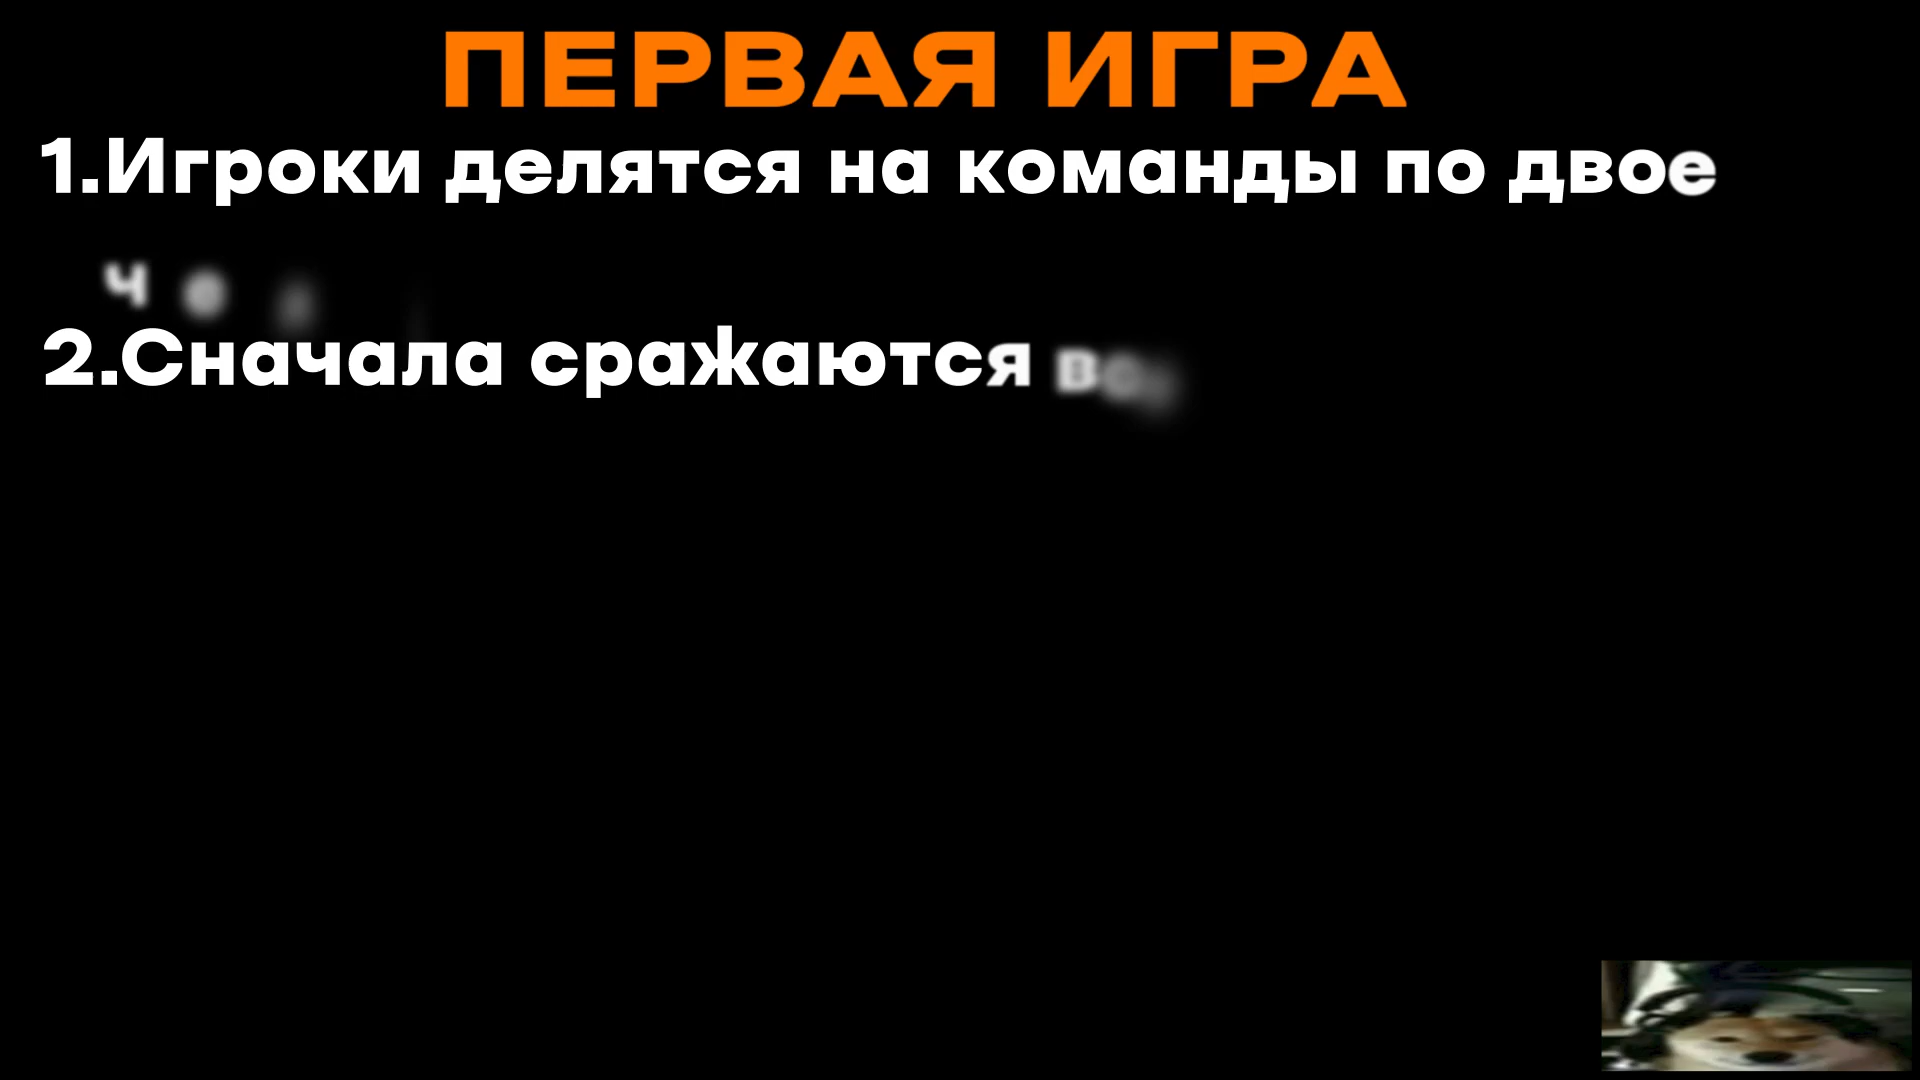 ПЕРВАЯ ИГРА
1.Игроки делятся на команды по двое
2.Сначала сражаются